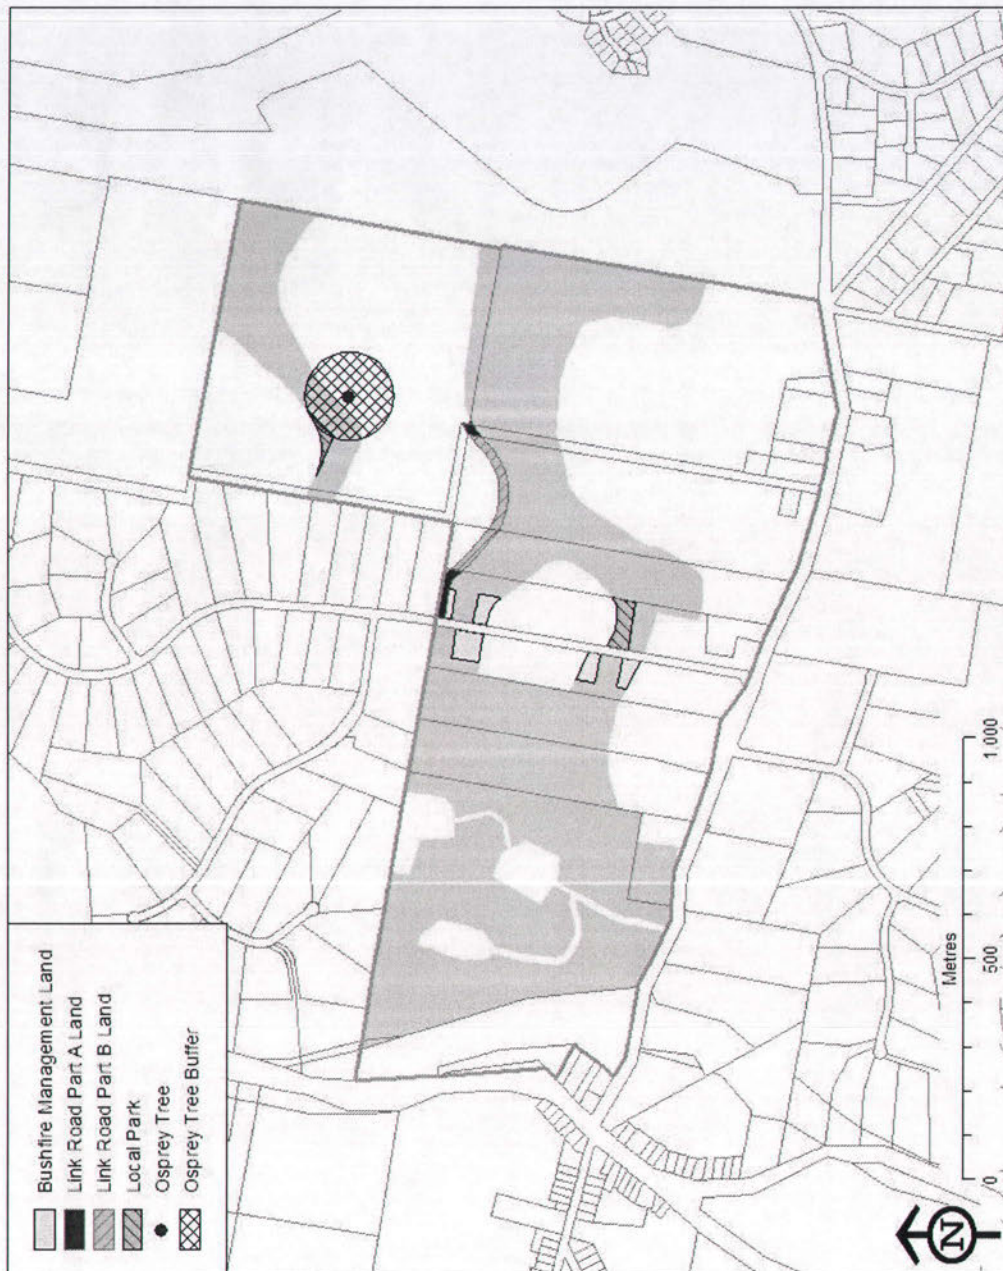 Bushfire Management Land
Link Road Part A Land
Link Road Part B Land
Local Park
Osprey Tree
Osprey Tree Buffer
Metres
0 500 1 000
N